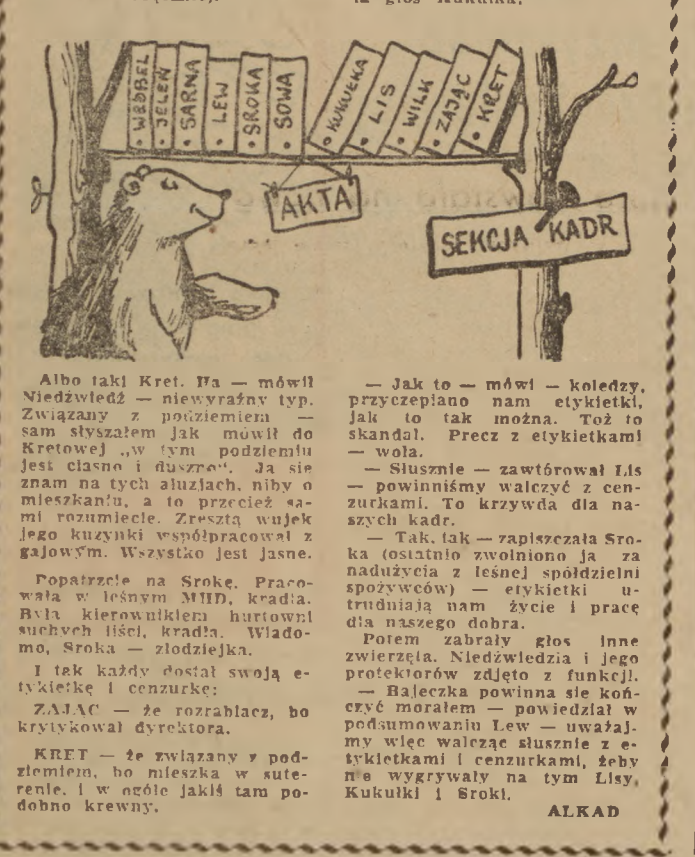 WRÓBEL
JELEŃ
SARNA
LEW
SROKA
SOWA
KUKUŁKA
LIS
WILK
ZAJĄC
KRET
AKTA
SEKCJA KADR
Albo taki Kret. Ha — mówił
Niedźwiedź — niewyraźny typ.
Związany z podziemiem —
sam słyszałem jak mówił do
Kretowej „w tym podziemiu
jest ciasno i duszno". Ja się
znam na tych aluzjach, niby o
mieszkaniu, a to przecież sa-
mi rozumiecie. Zresztą wujek
jego kuzynki współpracował z
gajowym. Wszystko jest jasne.
Popatrzcie na Srokę. Praco-
wała w leśnym MHD, kradła.
Była kierownikiem hurtowni
suchych liści, kradła. Wiado-
mo, Sroka — złodziejka.
I tak każdy dostał swoją e-
tykietkę i cenzurkę:
ZAJĄC — że rozrabiacz, bo
krytykował dyrektora.
KRET — że związany z pod-
ziemiem, bo mieszka w sute-
renie, i w ogóle jakiś tam po-
dobno krewny.
— Jak to — mówi — koledzy,
przyczepiano nam etykietki,
jak to tak można. Toż to
skandal. Precz z etykietkami
— woła.
— Słusznie — zawtórował Lis
— powinniśmy walczyć z cen-
zurkami. To krzywda dla na-
szych kadr.
— Tak, tak — zapiszczała Sro-
ka (ostatnio zwolniono ją za
nadużycia z leśnej spółdzielni
spożywców) — etykietki u-
trudniają nam życie i pracę
dla naszego dobra.
Potem zabrały głos inne
zwierzęta. Niedźwiedzia i jego
protektorów zdjęto z funkcji.
— Bajeczka powinna się koń-
czyć morałem — powiedział w
podsumowaniu Lew — uważaj-
my więc walcząc słusznie z e-
tykietkami i cenzurkami, żeby
nie wygrywały na tym Lisy,
Kukułki i Sroki.
ALKAD